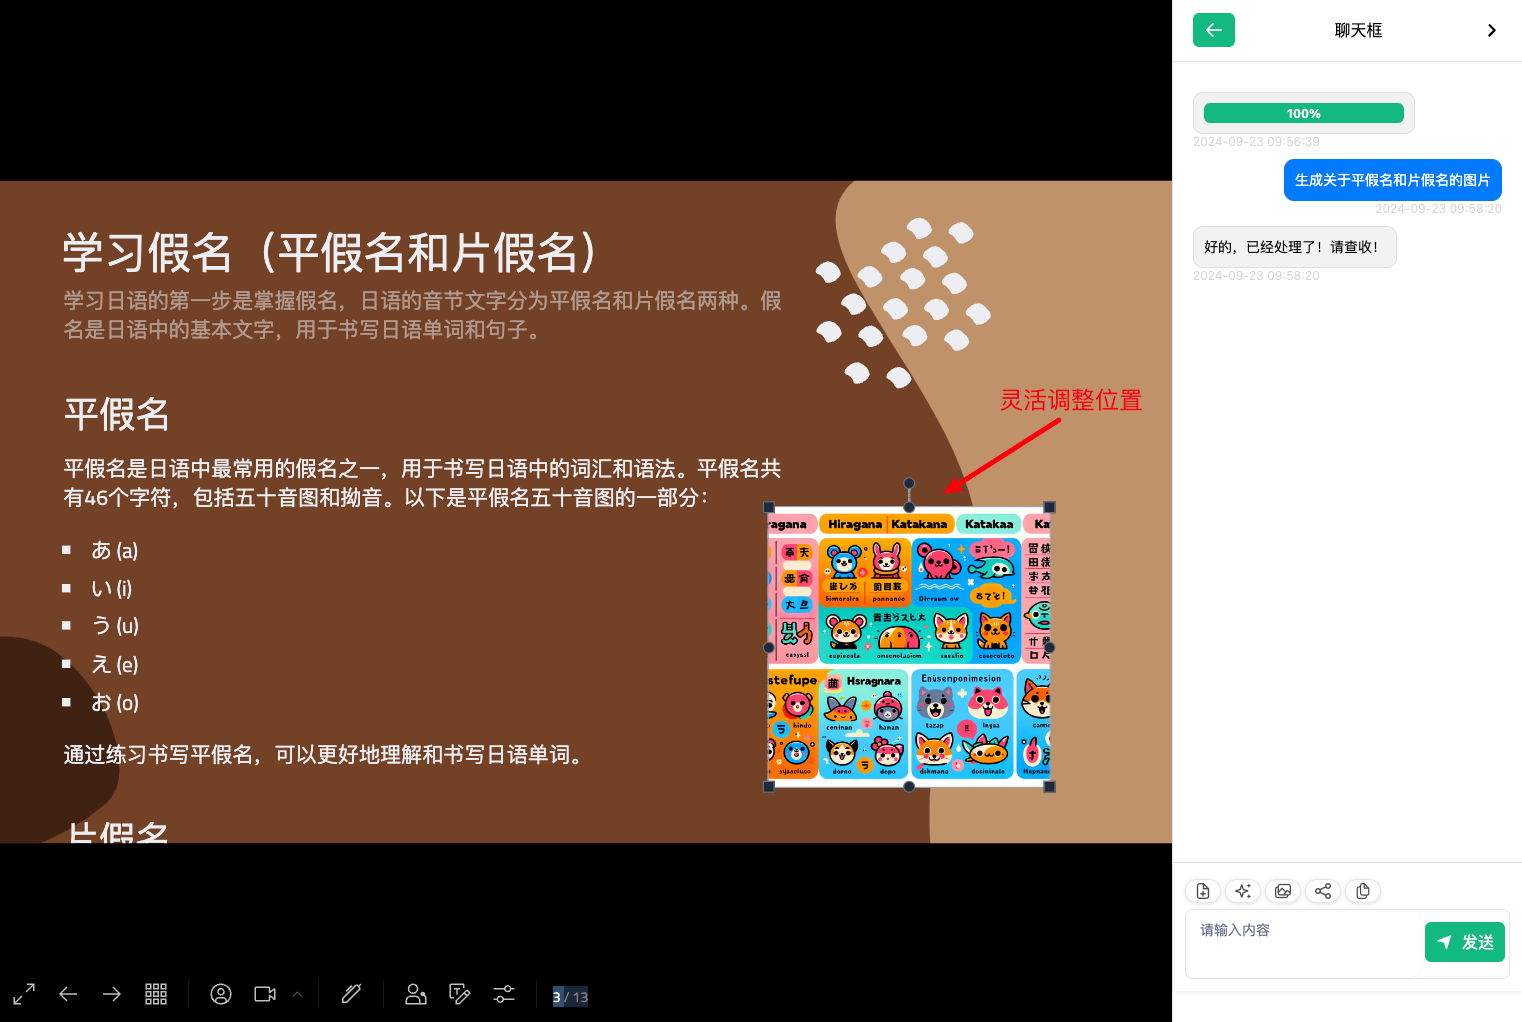 学习假名（平假名和片假名）
学习日语的第一步是掌握假名，日语的音节文字分为平假名和片假名两种。假
名是日语中的基本文字，用于书写日语单词和句子。
平假名
平假名是日语中最常用的假名之一，用于书写日语中的词汇和语法。平假名共
有46个字符，包括五十音图和拗音。以下是平假名五十音图的一部分：
あ (a)
い (i)
う (u)
え (e)
お (o)
通过练习书写平假名，可以更好地理解和书写日语单词。
片假名
灵活调整位置
ragana
Hiragana
Katakana
Katakaa
Ka
stefupe
Hsragnara
Enüsenponimesion
hindo
ceninan
hanan
tazap
lngaa
dorno
depo
3 / 13
聊天框
100%
2024-09-23 09:56:39
生成关于平假名和片假名的图片
2024-09-23 09:58:20
好的，已经处理了！请查收！
2024-09-23 09:58:20
请输入内容
发送